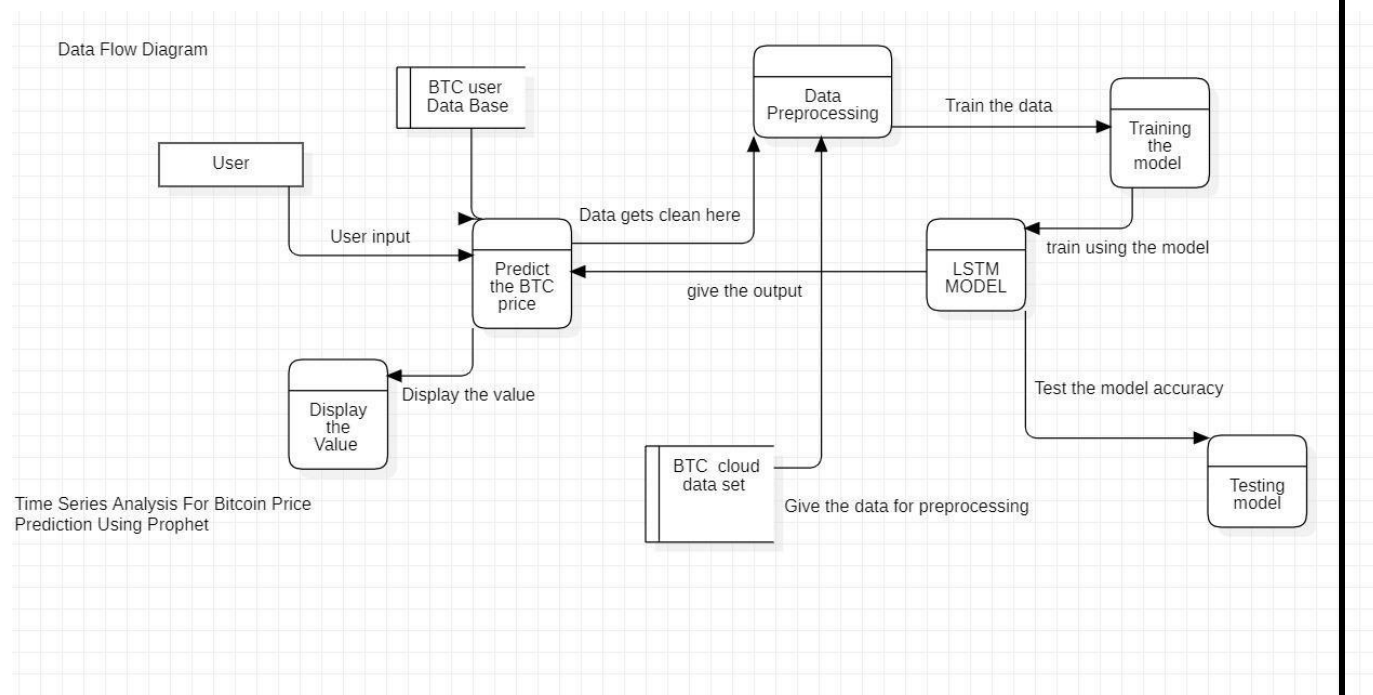 Data Flow Diagram
BTC user
Data Base
User
User input
Data
Preprocessing
Train the data
Training
the
model
Data gets clean here
Predict
the BTC
price
give the output
train using the model
LSTM
MODEL
Display the value
Display
the
Value
Test the model accuracy
BTC cloud
data set
Give the data for preprocessing
Testing
model
Time Series Analysis For Bitcoin Price
Prediction Using Prophet